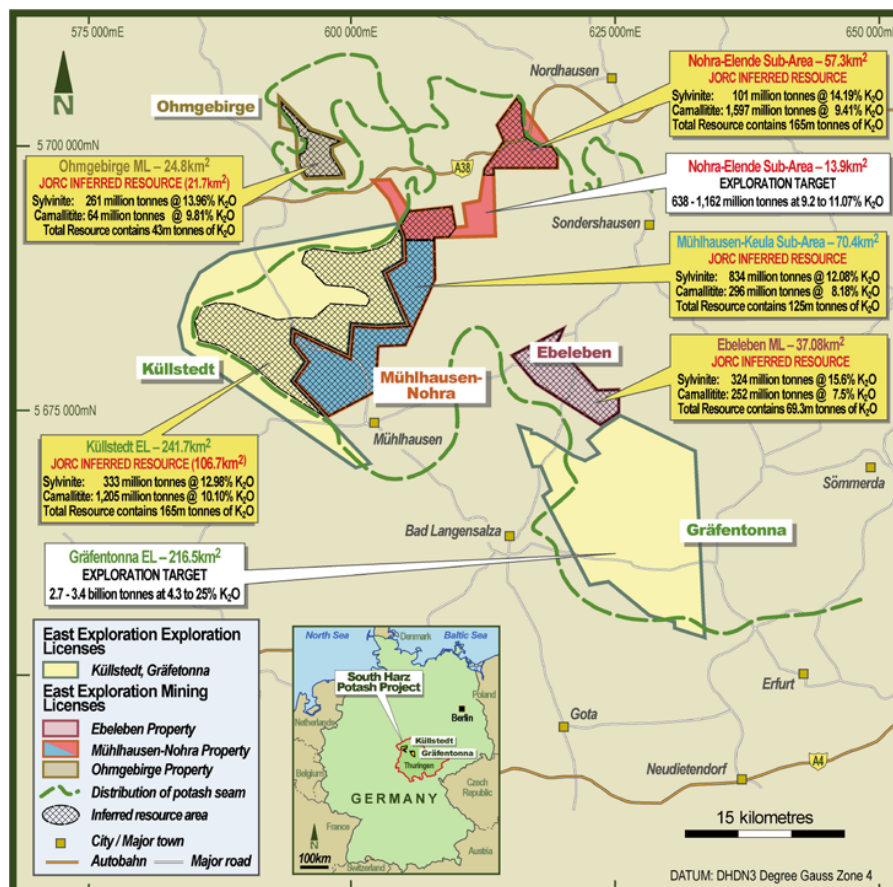 575 000mE
600 000mE
625 000mE
650 000mE
N
Nordhausen
Nohra-Elende Sub-Area – 57.3km²
JORC INFERRED RESOURCE
Sylvinite: 101 million tonnes @ 14.19% K₂O
Carnallitite: 1,597 million tonnes @ 9.41% K₂O
Total Resource contains 165m tonnes of K₂O
Ohmgebirge
5 700 000mN
A38
Ohmgebirge ML – 24.8km²
JORC INFERRED RESOURCE (21.7km²)
Sylvinite: 261 million tonnes @ 13.96% K₂O
Carnallitite: 64 million tonnes @ 9.81% K₂O
Total Resource contains 43m tonnes of K₂O
Nohra-Elende Sub-Area – 13.9km²
EXPLORATION TARGET
638 - 1,162 million tonnes at 9.2 to 11.07% K₂O
Sondershausen
Mühlhausen-Keula Sub-Area – 70.4km²
JORC INFERRED RESOURCE
Sylvinite: 834 million tonnes @ 12.08% K₂O
Carnallitite: 296 million tonnes @ 8.18% K₂O
Total Resource contains 125m tonnes of K₂O
Ebeleben
Küllstedt
Mühlhausen-
Nohra
Ebeleben ML – 37.08km²
JORC INFERRED RESOURCE
Sylvinite: 324 million tonnes @ 15.6% K₂O
Carnallitite: 252 million tonnes @ 7.5% K₂O
Total Resource contains 69.3m tonnes of K₂O
5 675 000mN
Mühlhausen
Küllstedt EL – 241.7km²
JORC INFERRED RESOURCE (106.7km²)
Sylvinite: 333 million tonnes @ 12.98% K₂O
Carnallitite: 1,205 million tonnes @ 10.10% K₂O
Total Resource contains 165m tonnes of K₂O
Sömmerda
Bad Langensalza
Gräfentonna
Gräfentonna EL – 216.5km²
EXPLORATION TARGET
2.7 - 3.4 billion tonnes at 4.3 to 25% K₂O
East Exploration Exploration
Licenses
Küllstedt, Gräfetonna
East Exploration Mining
Licenses
Ebeleben Property
Mühlhausen-Nohra Property
Ohmgebirge Property
Distribution of potash seam
Inferred resource area
City / Major town
Autobahn
Major road
North Sea
Denmark
Baltic Sea
South Harz
Potash Project
Poland
Berlin
Netherlands
Küllstedt
Gräfentonna
Thuringen
Belgium
GERMANY
Czech
Republic
France
N
100km
Austria
Switzerland
Erfurt
Gota
Neudietendorf
A4
15 kilometres
DATUM: DHDN3 Degree Gauss Zone 4